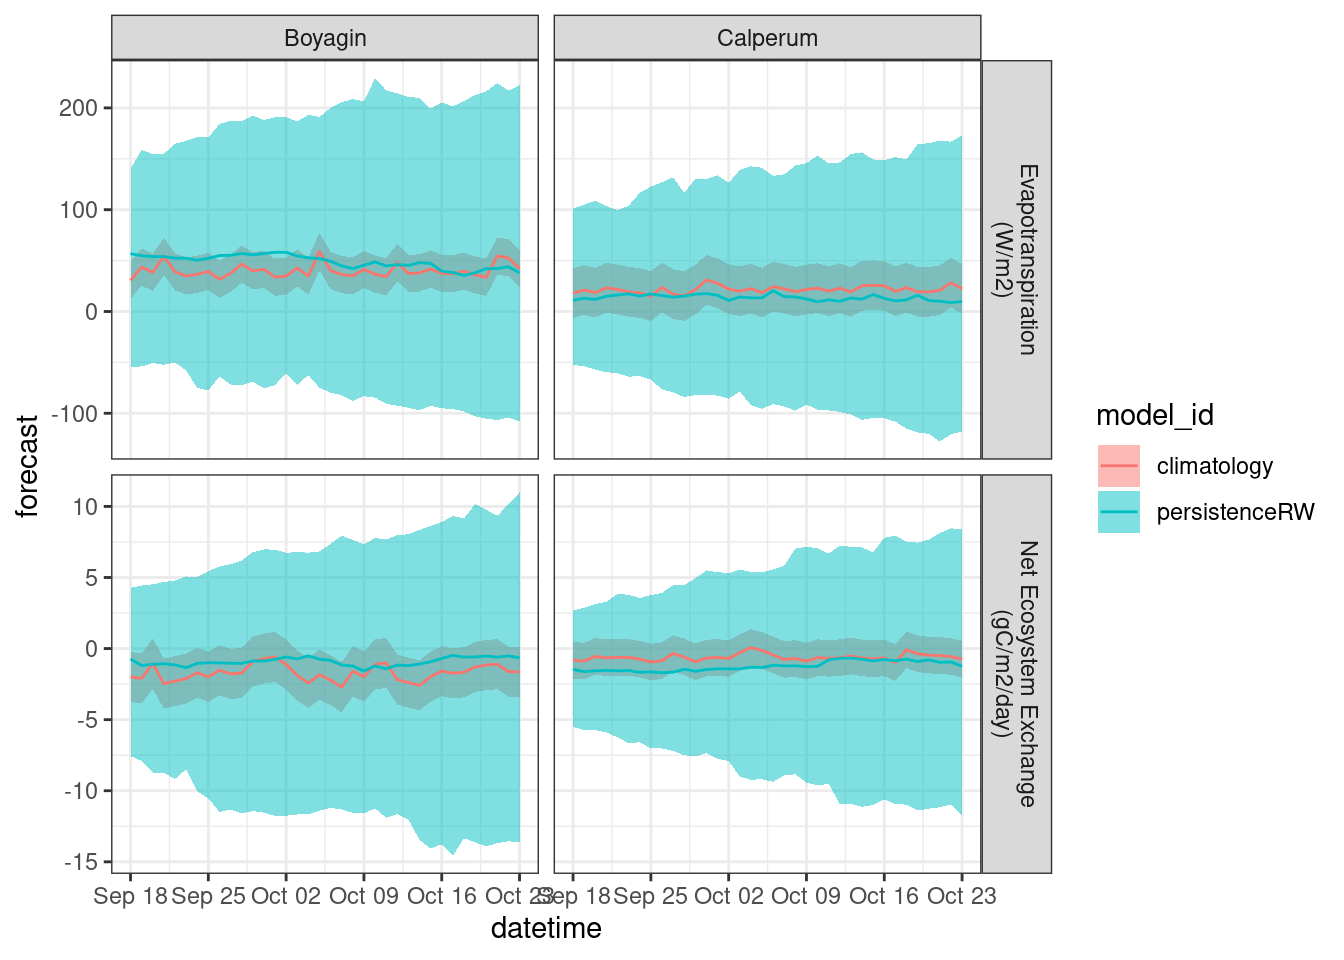 Boyagin
Calperum
200
100
0
-100
Evapotranspiration
(W/m2)
10
5
0
-5
-10
-15
Net Ecosystem Exchange
(gC/m2/day)
Sep 18 Sep 25 Oct 02 Oct 09 Oct 16 Oct 23
Sep 18 Sep 25 Oct 02 Oct 09 Oct 16 Oct 23
datetime
forecast
model_id
climatology
persistenceRW